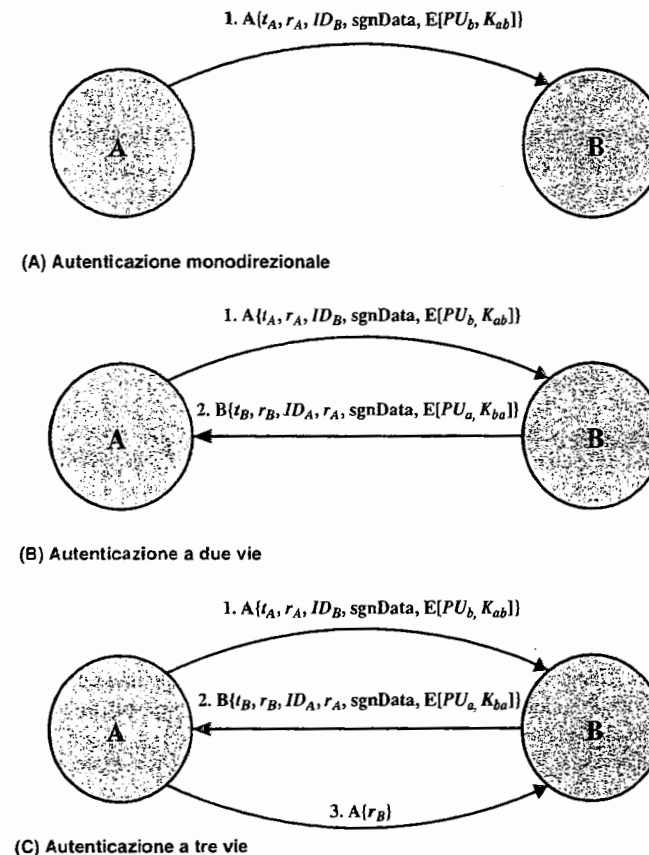 1. A{t_A, r_A, ID_B, sgnData, E[PU_b, K_ab]}
A
B
(A) Autenticazione monodirezionale
1. A{t_A, r_A, ID_B, sgnData, E[PU_b, K_ab]}
2. B{t_B, r_B, ID_A, r_A, sgnData, E[PU_a, K_ba]}
A
B
(B) Autenticazione a due vie
1. A{t_A, r_A, ID_B, sgnData, E[PU_b, K_ab]}
2. B{t_B, r_B, ID_A, r_A, sgnData, E[PU_a, K_ba]}
A
B
3. A{r_B}
(C) Autenticazione a tre vie